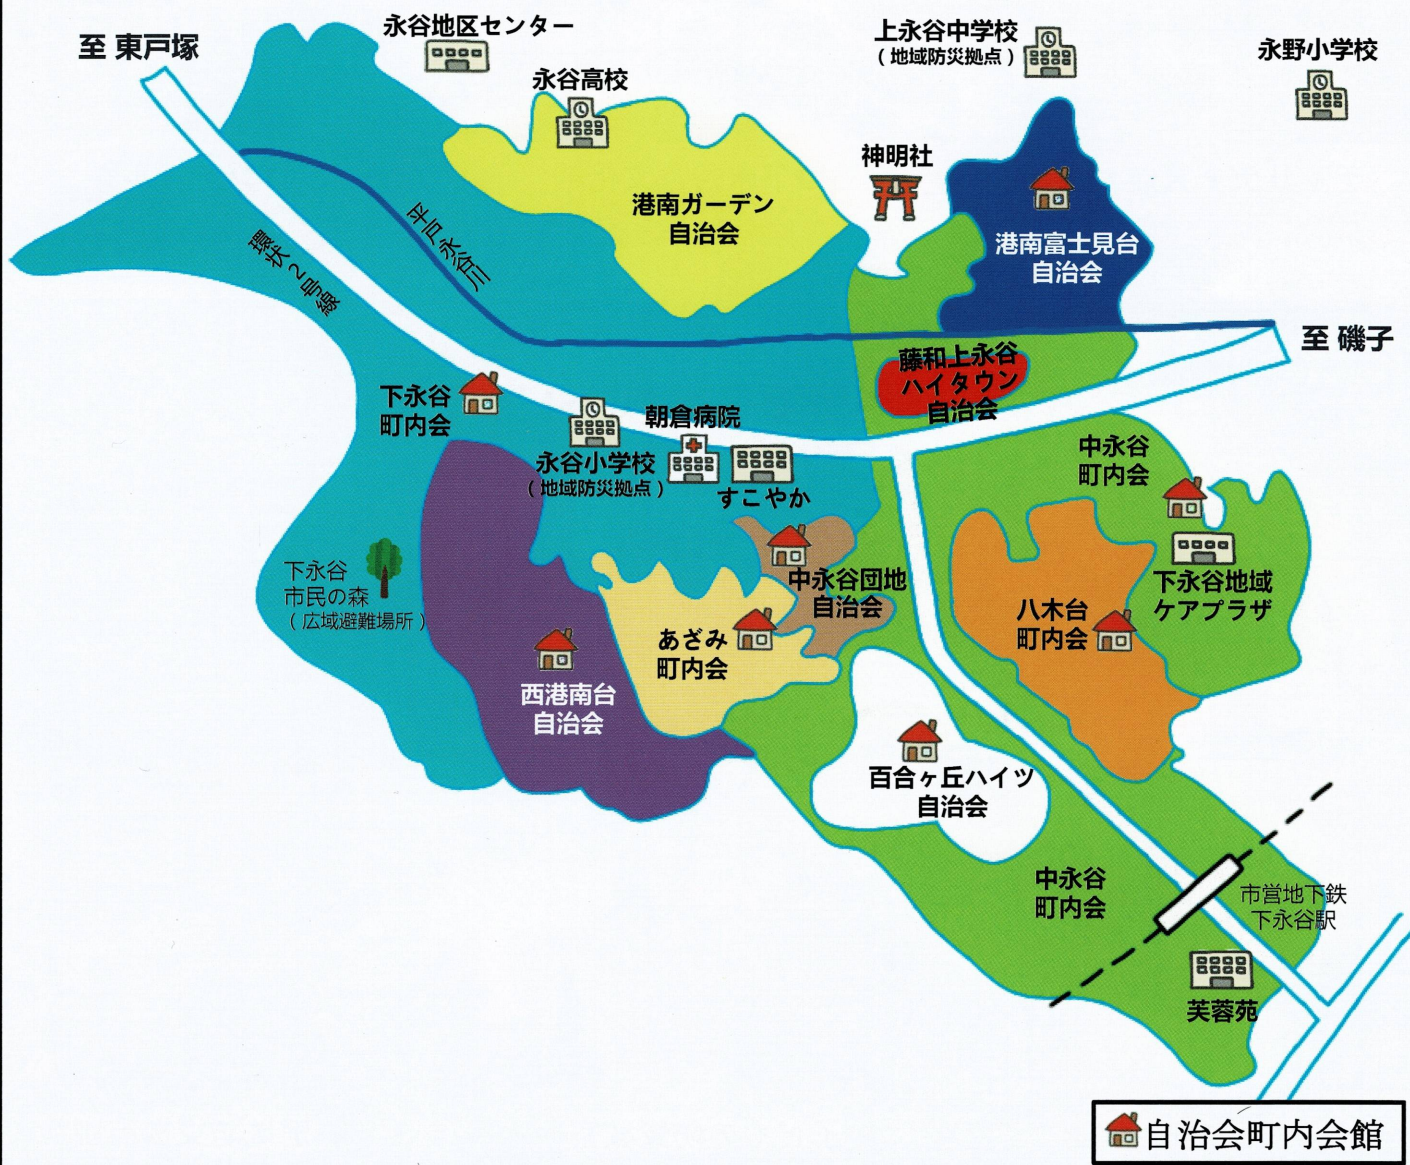 永谷地区センター
至 東戸塚
上永谷中学校
（地域防災拠点）
永野小学校
永谷高校
神明社
港南ガーデン
自治会
平戸永谷川
環状2号線
港南富士見台
自治会
至 磯子
藤和上永谷
ハイタウン
自治会
下永谷
町内会
朝倉病院
永谷小学校
（地域防災拠点）
すこやか
中永谷
町内会
下永谷
市民の森
（広域避難場所）
中永谷団地
自治会
下永谷地域
ケアプラザ
八木台
町内会
あざみ
町内会
西港南台
自治会
百合ヶ丘ハイツ
自治会
中永谷
町内会
市営地下鉄
下永谷駅
芙蓉苑
自治会町内会館